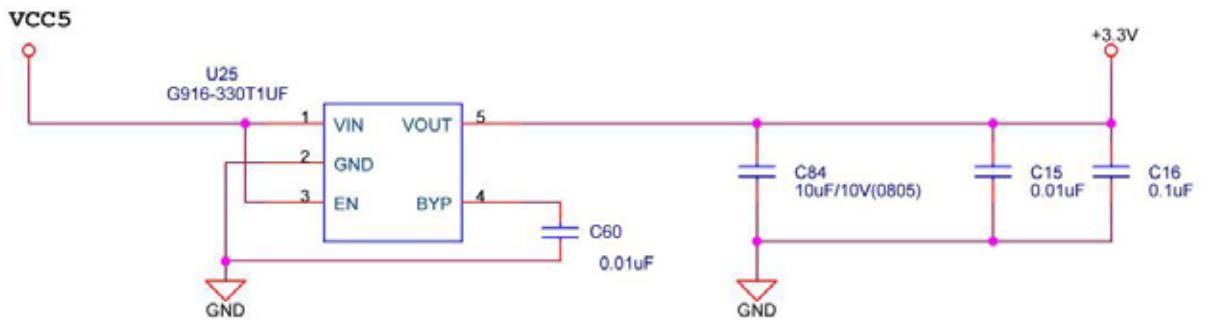 VCC5
+3.3V
U25
G916-330T1UF
1 VIN VOUT 5
2 GND
3 EN BYP 4
C84
10uF/10V(0805)
C15
0.01uF
C16
0.1uF
C60
0.01uF
GND
GND